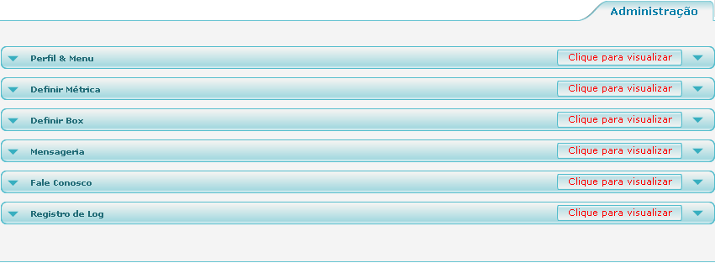 Administração
Perfil & Menu Clique para visualizar
Definir Métrica Clique para visualizar
Definir Box Clique para visualizar
Mensageria Clique para visualizar
Fale Conosco Clique para visualizar
Registro de Log Clique para visualizar